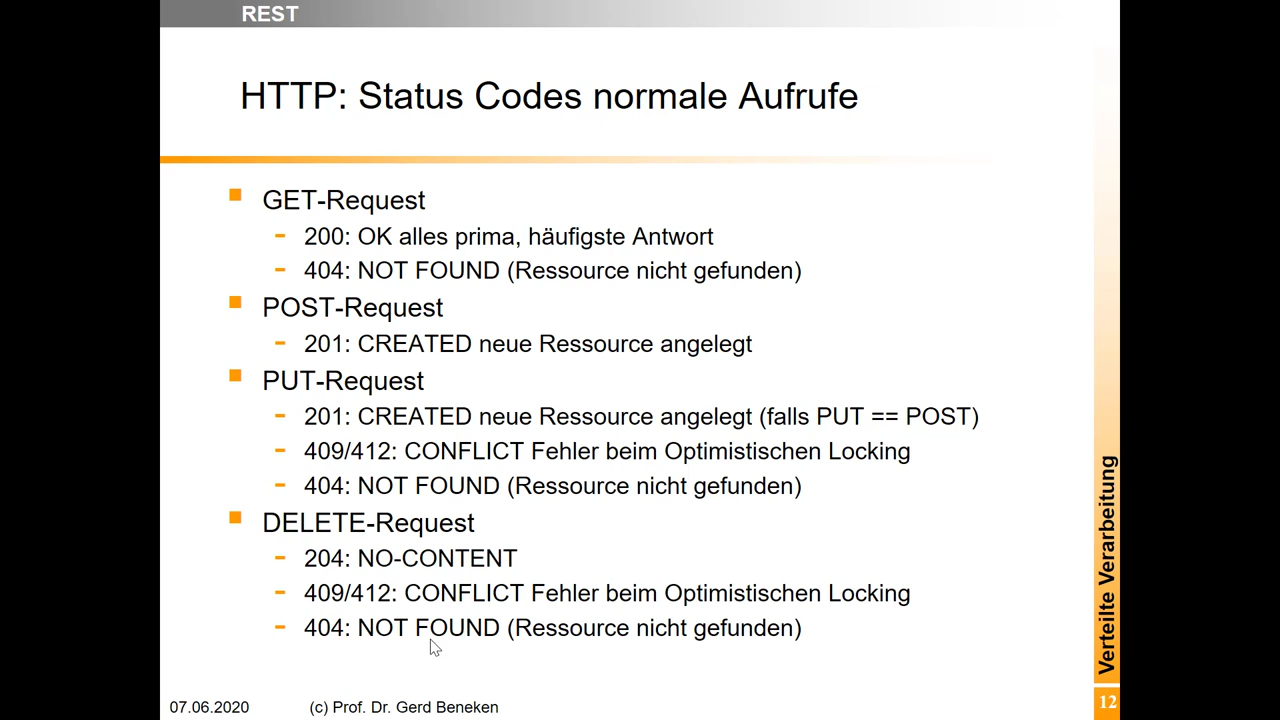 REST
HTTP: Status Codes normale Aufrufe
GET-Request
200: OK alles prima, häufigste Antwort
404: NOT FOUND (Ressource nicht gefunden)
POST-Request
201: CREATED neue Ressource angelegt
PUT-Request
201: CREATED neue Ressource angelegt (falls PUT == POST)
409/412: CONFLICT Fehler beim Optimistischen Locking
404: NOT FOUND (Ressource nicht gefunden)
DELETE-Request
204: NO-CONTENT
409/412: CONFLICT Fehler beim Optimistischen Locking
404: NOT FOUND (Ressource nicht gefunden)
Verteilte Verarbeitung
07.06.2020
(c) Prof. Dr. Gerd Beneken
12